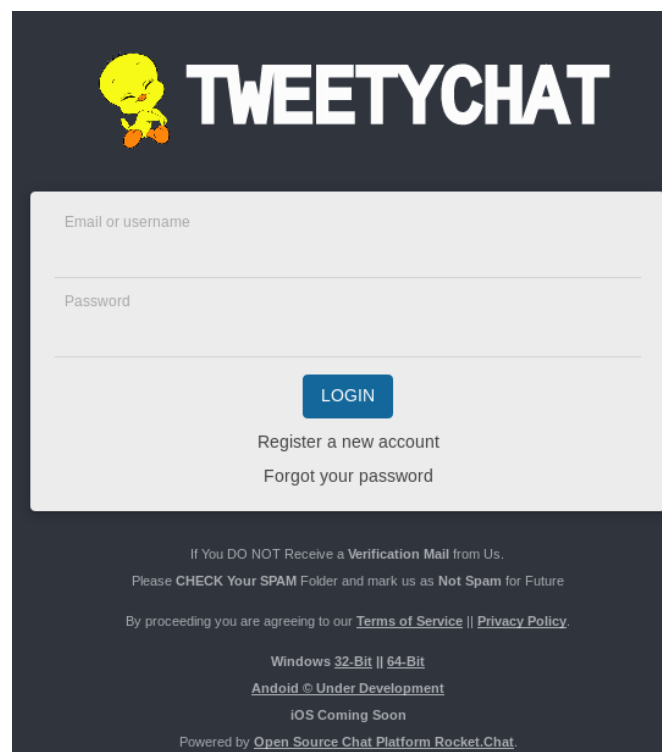 TWEETYCHAT
Email or username
Password
LOGIN
Register a new account
Forgot your password
If You DO NOT Receive a Verification Mail from Us.
Please CHECK Your SPAM Folder and mark us as Not Spam for Future
By proceeding you are agreeing to our Terms of Service || Privacy Policy.
Windows 32-Bit || 64-Bit
Andoid © Under Development
iOS Coming Soon
Powered by Open Source Chat Platform Rocket.Chat.